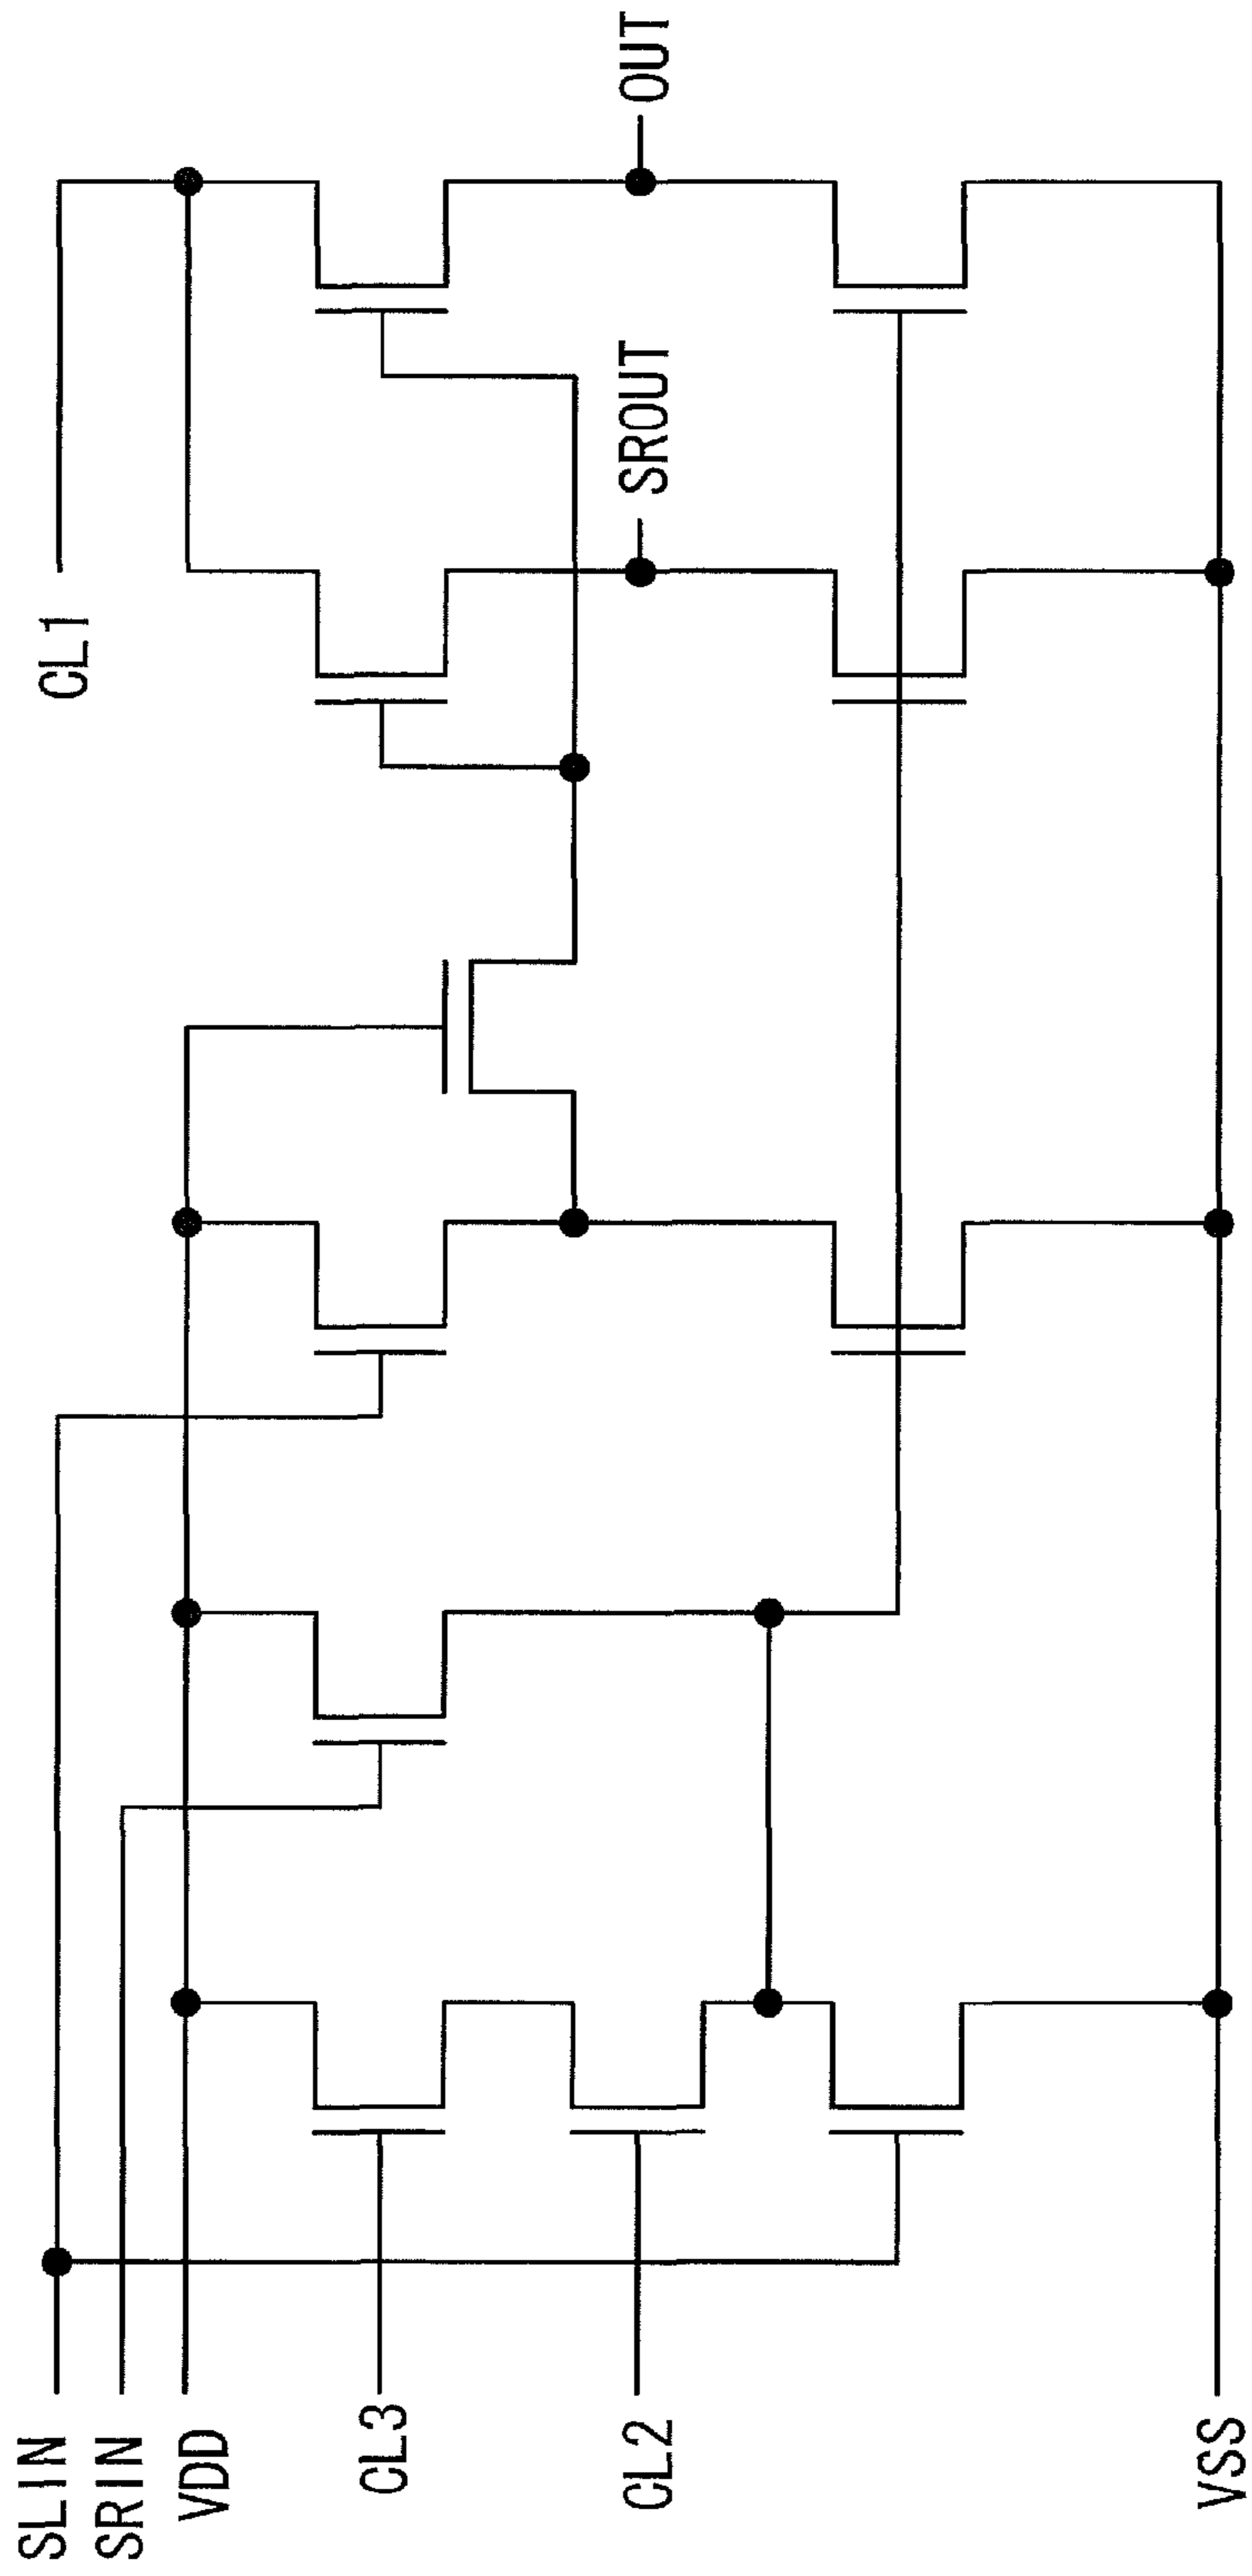 SLIN
SRIN
VDD
CL3
CL2
VSS
CL1
SROUT
OUT